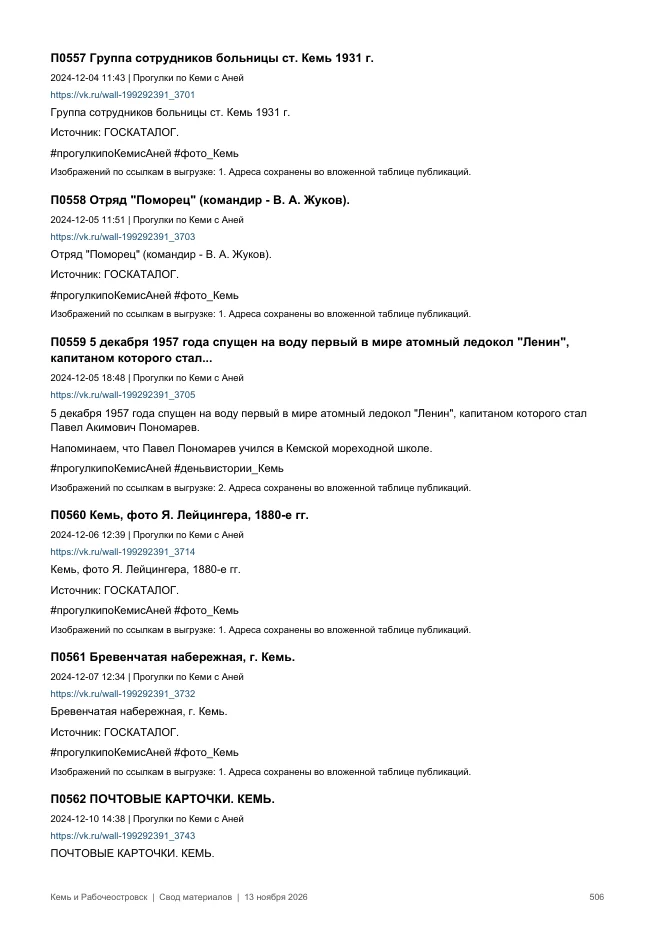 П0557 Группа сотрудников больницы ст. Кемь 1931 г.
2024-12-04 11:43 | Прогулки по Кеми с Аней
https://vk.ru/wall-199292391_3701
Группа сотрудников больницы ст. Кемь 1931 г.
Источник: ГОСКАТАЛОГ.
#прогулкипоКемисАней #фото_Кемь
Изображений по ссылкам в выгрузке: 1. Адреса сохранены во вложенной таблице публикаций.
П0558 Отряд "Поморец" (командир - В. А. Жуков).
2024-12-05 11:51 | Прогулки по Кеми с Аней
https://vk.ru/wall-199292391_3703
Отряд "Поморец" (командир - В. А. Жуков).
Источник: ГОСКАТАЛОГ.
#прогулкипоКемисАней #фото_Кемь
Изображений по ссылкам в выгрузке: 1. Адреса сохранены во вложенной таблице публикаций.
П0559 5 декабря 1957 года спущен на воду первый в мире атомный ледокол "Ленин",
капитаном которого стал...
2024-12-05 18:48 | Прогулки по Кеми с Аней
https://vk.ru/wall-199292391_3705
5 декабря 1957 года спущен на воду первый в мире атомный ледокол "Ленин", капитаном которого стал
Павел Акимович Пономарев.
Напоминаем, что Павел Пономарев учился в Кемской мореходной школе.
#прогулкипоКемисАней #деньвистории_Кемь
Изображений по ссылкам в выгрузке: 2. Адреса сохранены во вложенной таблице публикаций.
П0560 Кемь, фото Я. Лейцингера, 1880-е гг.
2024-12-06 12:39 | Прогулки по Кеми с Аней
https://vk.ru/wall-199292391_3714
Кемь, фото Я. Лейцингера, 1880-е гг.
Источник: ГОСКАТАЛОГ.
#прогулкипоКемисАней #фото_Кемь
Изображений по ссылкам в выгрузке: 1. Адреса сохранены во вложенной таблице публикаций.
П0561 Бревенчатая набережная, г. Кемь.
2024-12-07 12:34 | Прогулки по Кеми с Аней
https://vk.ru/wall-199292391_3732
Бревенчатая набережная, г. Кемь.
Источник: ГОСКАТАЛОГ.
#прогулкипоКемисАней #фото_Кемь
Изображений по ссылкам в выгрузке: 1. Адреса сохранены во вложенной таблице публикаций.
П0562 ПОЧТОВЫЕ КАРТОЧКИ. КЕМЬ.
2024-12-10 14:38 | Прогулки по Кеми с Аней
https://vk.ru/wall-199292391_3743
ПОЧТОВЫЕ КАРТОЧКИ. КЕМЬ.
Кемь и Рабочеостровск | Свод материалов | 13 ноября 2026 506